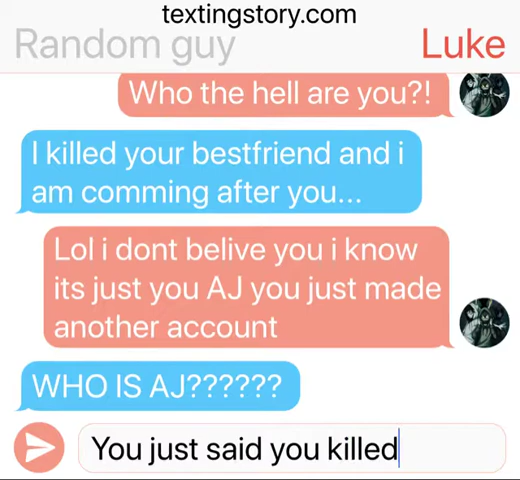 textingstory.com
Random guy
Luke
Who the hell are you?!
I killed your bestfriend and i
am comming after you...
Lol i dont belive you i know
its just you AJ you just made
another account
WHO IS AJ??????
You just said you killed